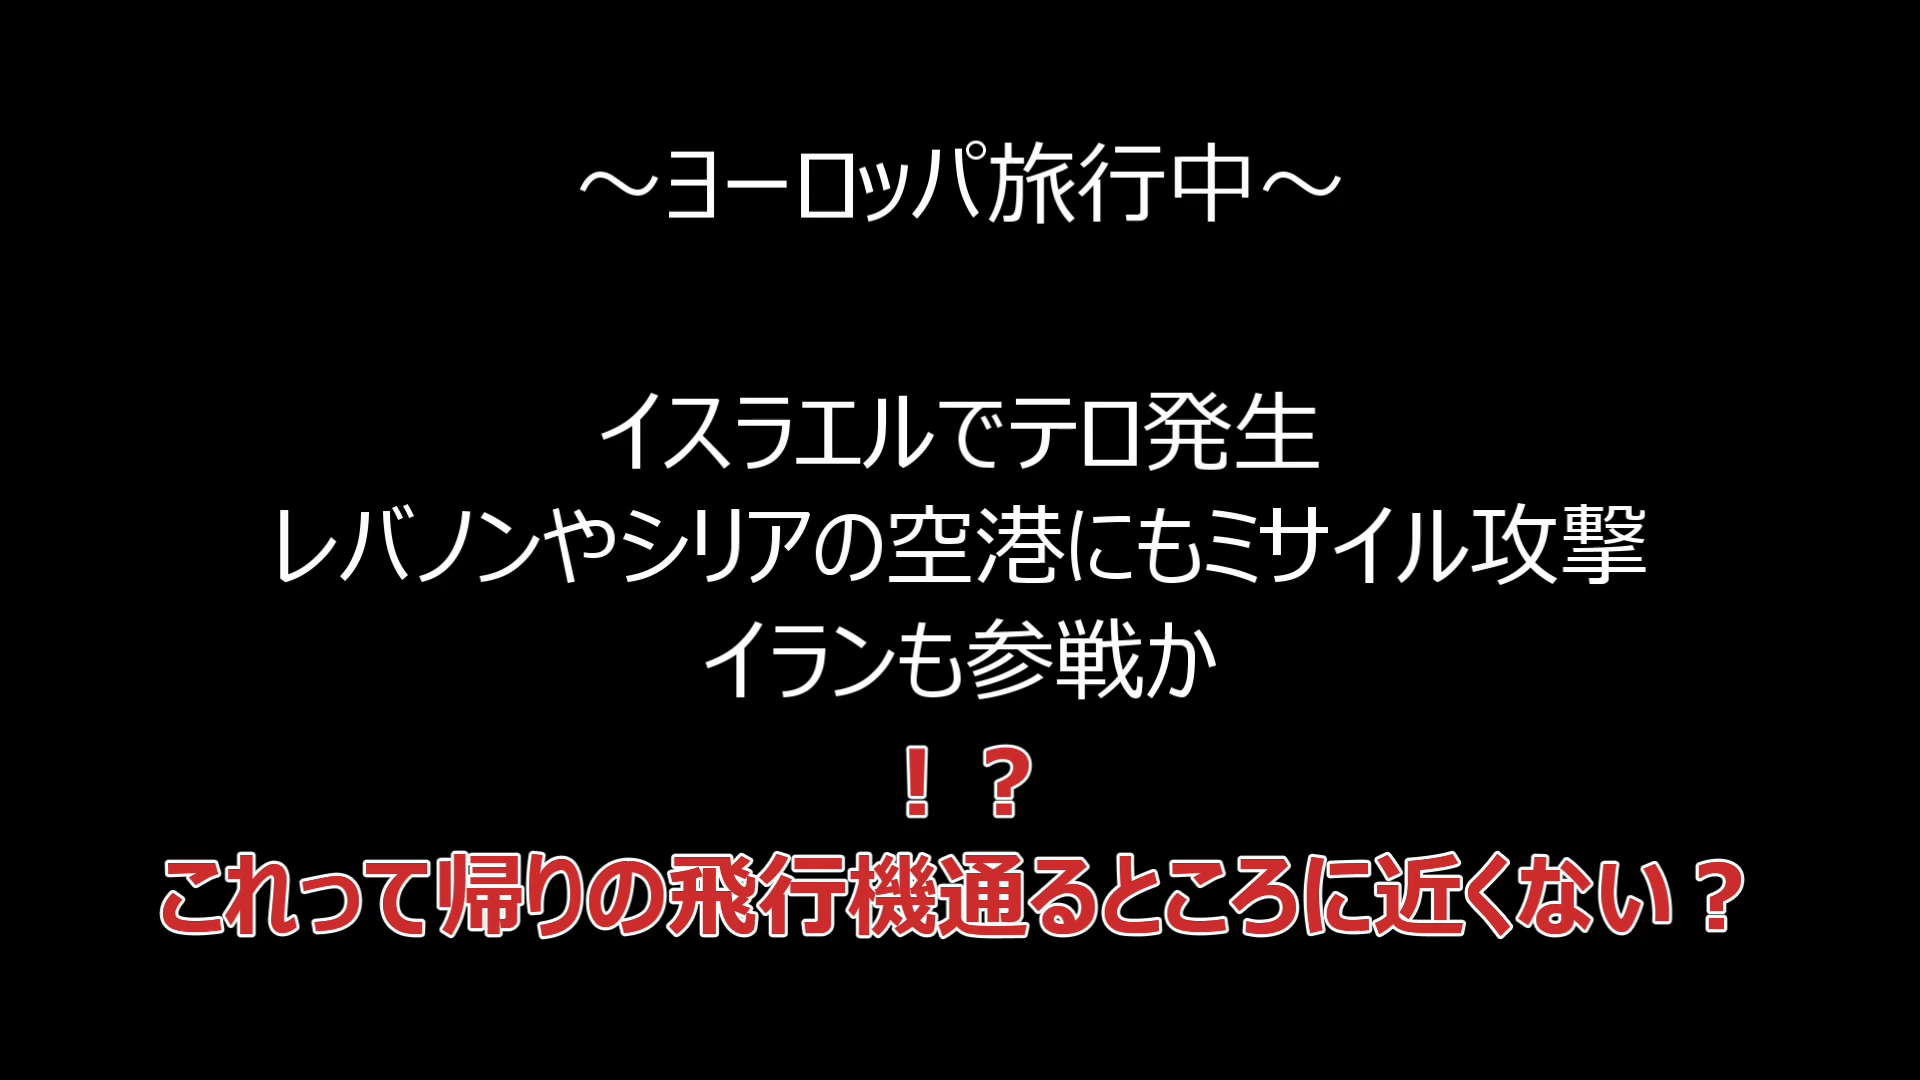 ～ヨーロッパ旅行中～
イスラエルでテロ発生
レバノンやシリアの空港にもミサイル攻撃
イランも参戦か
！？
これって帰りの飛行機通るところに近くない？